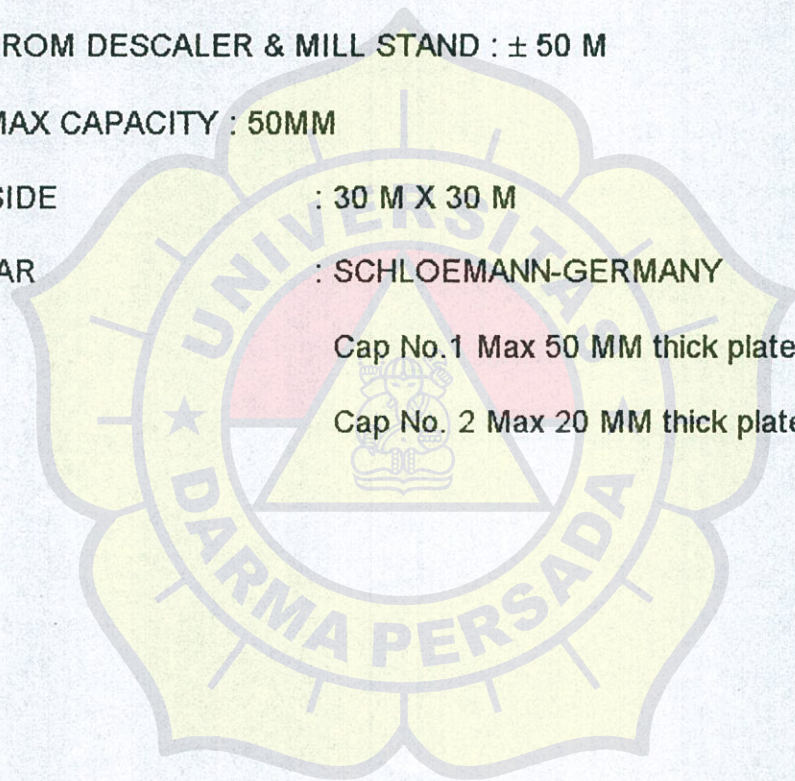 ROM DESCALER & MILL STAND : ± 50 M
MAX CAPACITY : 50MM
SIDE : 30 M X 30 M
AR : SCHLOEMANN-GERMANY
Cap No.1 Max 50 MM thick plate
Cap No. 2 Max 20 MM thick plate
UNIVERSITAS
DARMA PERSADA